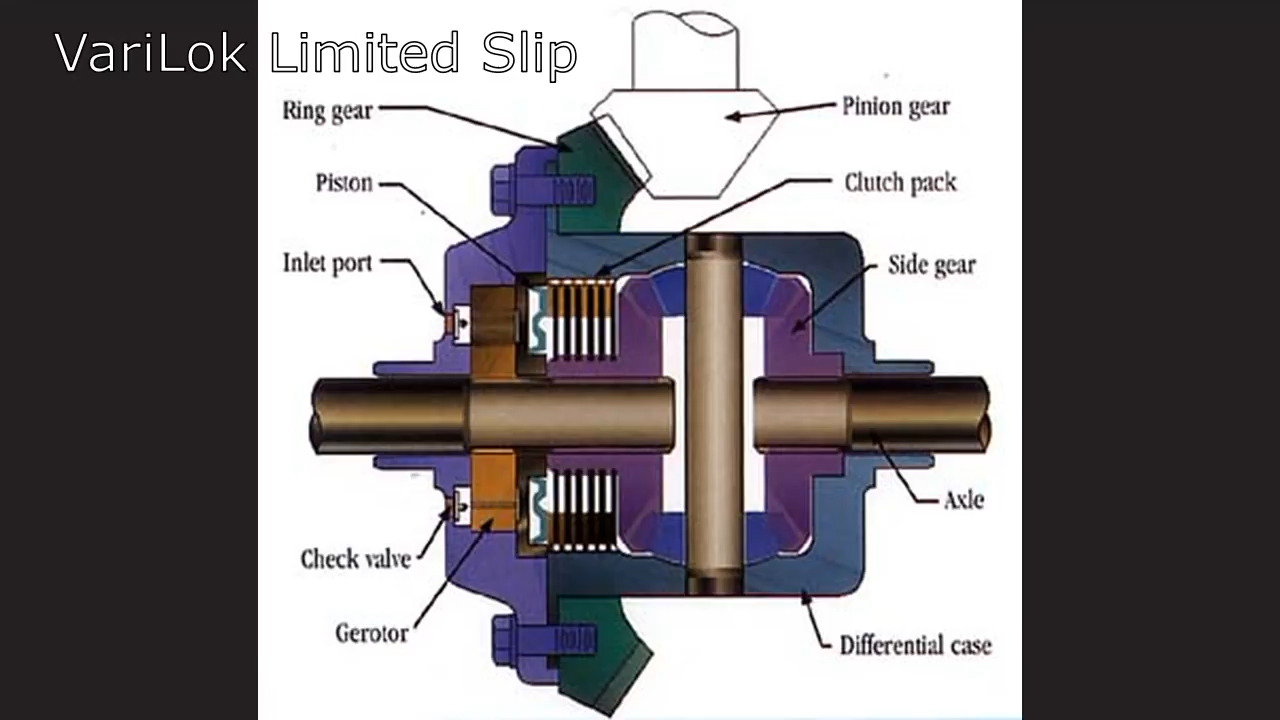 VariLok Limited Slip
Ring gear
Pinion gear
Piston
Clutch pack
Inlet port
Side gear
Axle
Check valve
Gerotor
Differential case